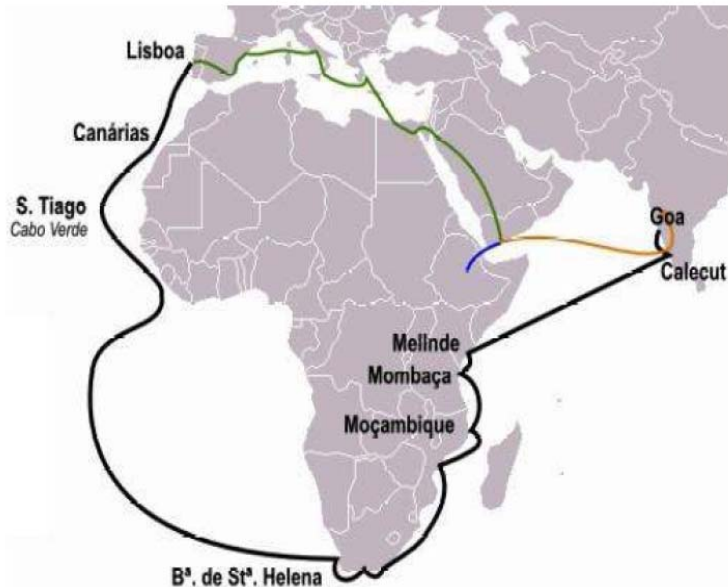 Lisboa
Canárias
S. Tiago
Cabo Verde
Goa
Calecut
Melinde
Mombaça
Moçambique
Bª. de Stª. Helena